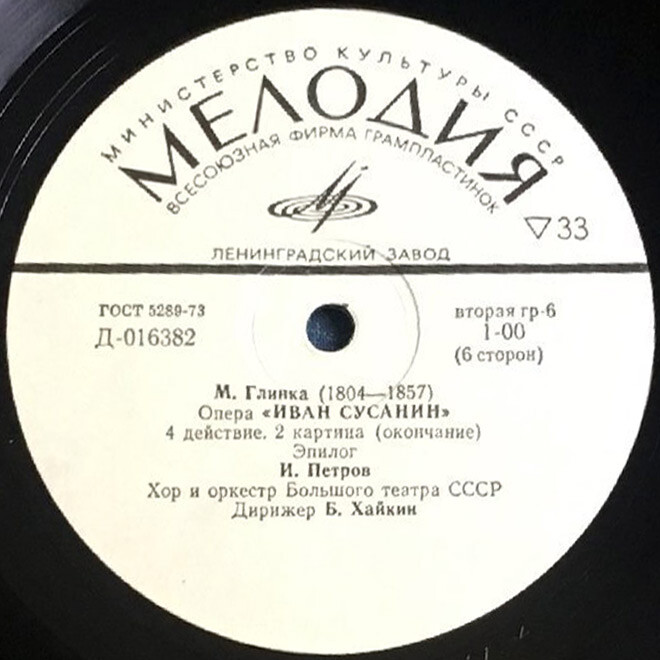 МИНИСТЕРСТВО КУЛЬТУРЫ СССР
МЕЛОДИЯ
ВСЕСОЮЗНАЯ ФИРМА ГРАМПЛАСТИНОК
33
ЛЕНИНГРАДСКИЙ ЗАВОД
ГОСТ 5289-73
Д-016382
вторая гр-6
1-00
(6 сторон)
М. Глинка (1804—1857)
Опера «ИВАН СУСАНИН»
4 действие. 2 картина (окончание)
Эпилог
И. Петров
Хор и оркестр Большого театра СССР
Дирижер Б. Хайкин